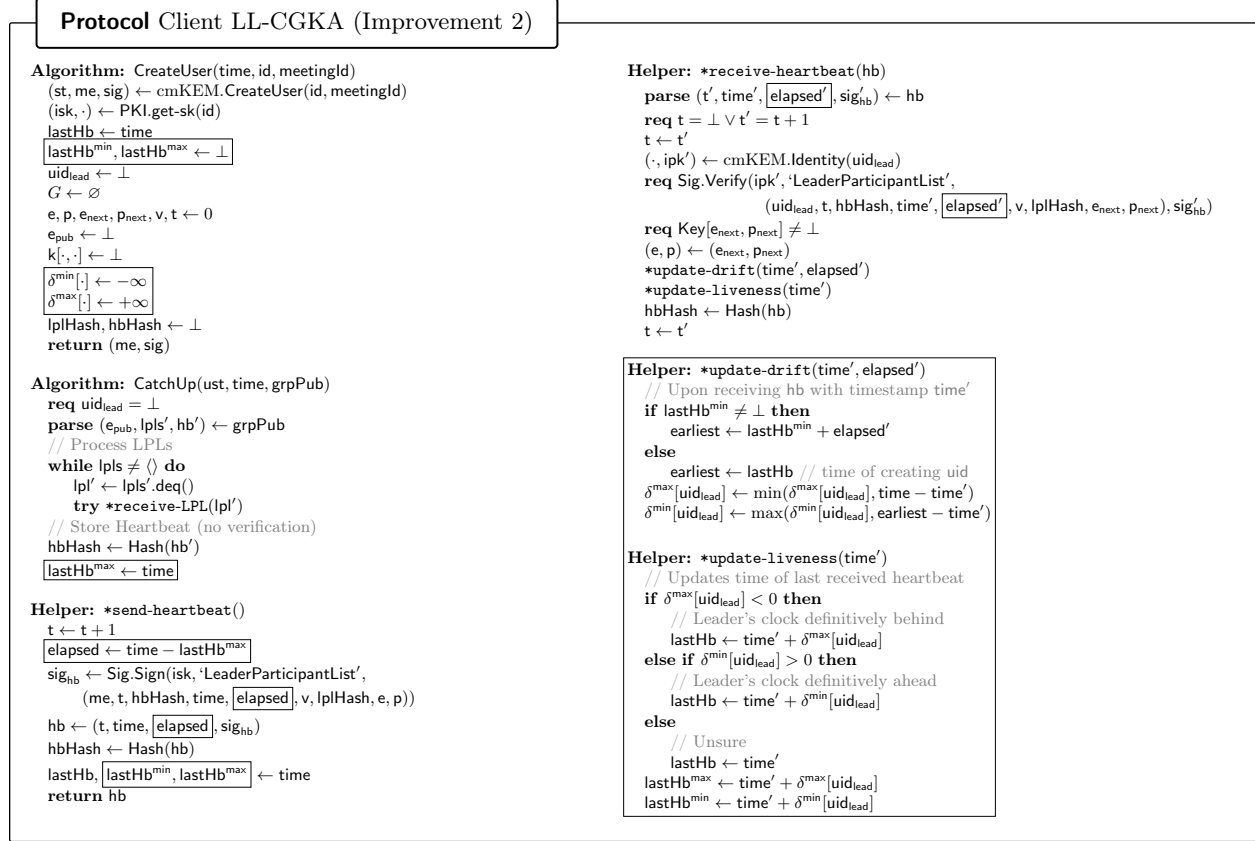 Protocol Client LL-CGKA (Improvement 2)
Algorithm: CreateUser(time, id, meetingId)
(st, me, sig) ← cmKEM.CreateUser(id, meetingId)
(isk, ·) ← PKI.get-sk(id)
lastHb ← time
lastHb^min, lastHb^max ← ⊥
uid_lead ← ⊥
G ← ∅
e, p, e_next, p_next, v, t ← 0
e_pub ← ⊥
k[·, ·] ← ⊥
δ^min[·] ← −∞
δ^max[·] ← +∞
lplHash, hbHash ← ⊥
return (me, sig)
Algorithm: CatchUp(ust, time, grpPub)
req uid_lead = ⊥
parse (e_pub, lpls′, hb′) ← grpPub
// Process LPLs
while lpls ≠ ⟨⟩ do
lpl′ ← lpls′.deq()
try *receive-LPL(lpl′)
// Store Heartbeat (no verification)
hbHash ← Hash(hb′)
lastHb^max ← time
Helper: *send-heartbeat()
t ← t + 1
elapsed ← time − lastHb^max
sig_hb ← Sig.Sign(isk, ‘LeaderParticipantList’,
(me, t, hbHash, time, elapsed, v, lplHash, e, p))
hb ← (t, time, elapsed, sig_hb)
hbHash ← Hash(hb)
lastHb, lastHb^min, lastHb^max ← time
return hb
Helper: *receive-heartbeat(hb)
parse (t′, time′, elapsed′, sig′_hb) ← hb
req t = ⊥ ∨ t′ = t + 1
t ← t′
(·, ipk′) ← cmKEM.Identity(uid_lead)
req Sig.Verify(ipk′, ‘LeaderParticipantList’,
(uid_lead, t, hbHash, time′, elapsed′, v, lplHash, e_next, p_next), sig′_hb)
req Key[e_next, p_next] ≠ ⊥
(e, p) ← (e_next, p_next)
*update-drift(time′, elapsed′)
*update-liveness(time′)
hbHash ← Hash(hb)
t ← t′
Helper: *update-drift(time′, elapsed′)
// Upon receiving hb with timestamp time′
if lastHb^min ≠ ⊥ then
earliest ← lastHb^min + elapsed′
else
earliest ← lastHb // time of creating uid
δ^max[uid_lead] ← min(δ^max[uid_lead], time − time′)
δ^min[uid_lead] ← max(δ^min[uid_lead], earliest − time′)
Helper: *update-liveness(time′)
// Updates time of last received heartbeat
if δ^max[uid_lead] < 0 then
// Leader's clock definitively behind
lastHb ← time′ + δ^max[uid_lead]
else if δ^min[uid_lead] > 0 then
// Leader's clock definitively ahead
lastHb ← time′ + δ^min[uid_lead]
else
// Unsure
lastHb ← time′
lastHb^max ← time′ + δ^max[uid_lead]
lastHb^min ← time′ + δ^min[uid_lead]